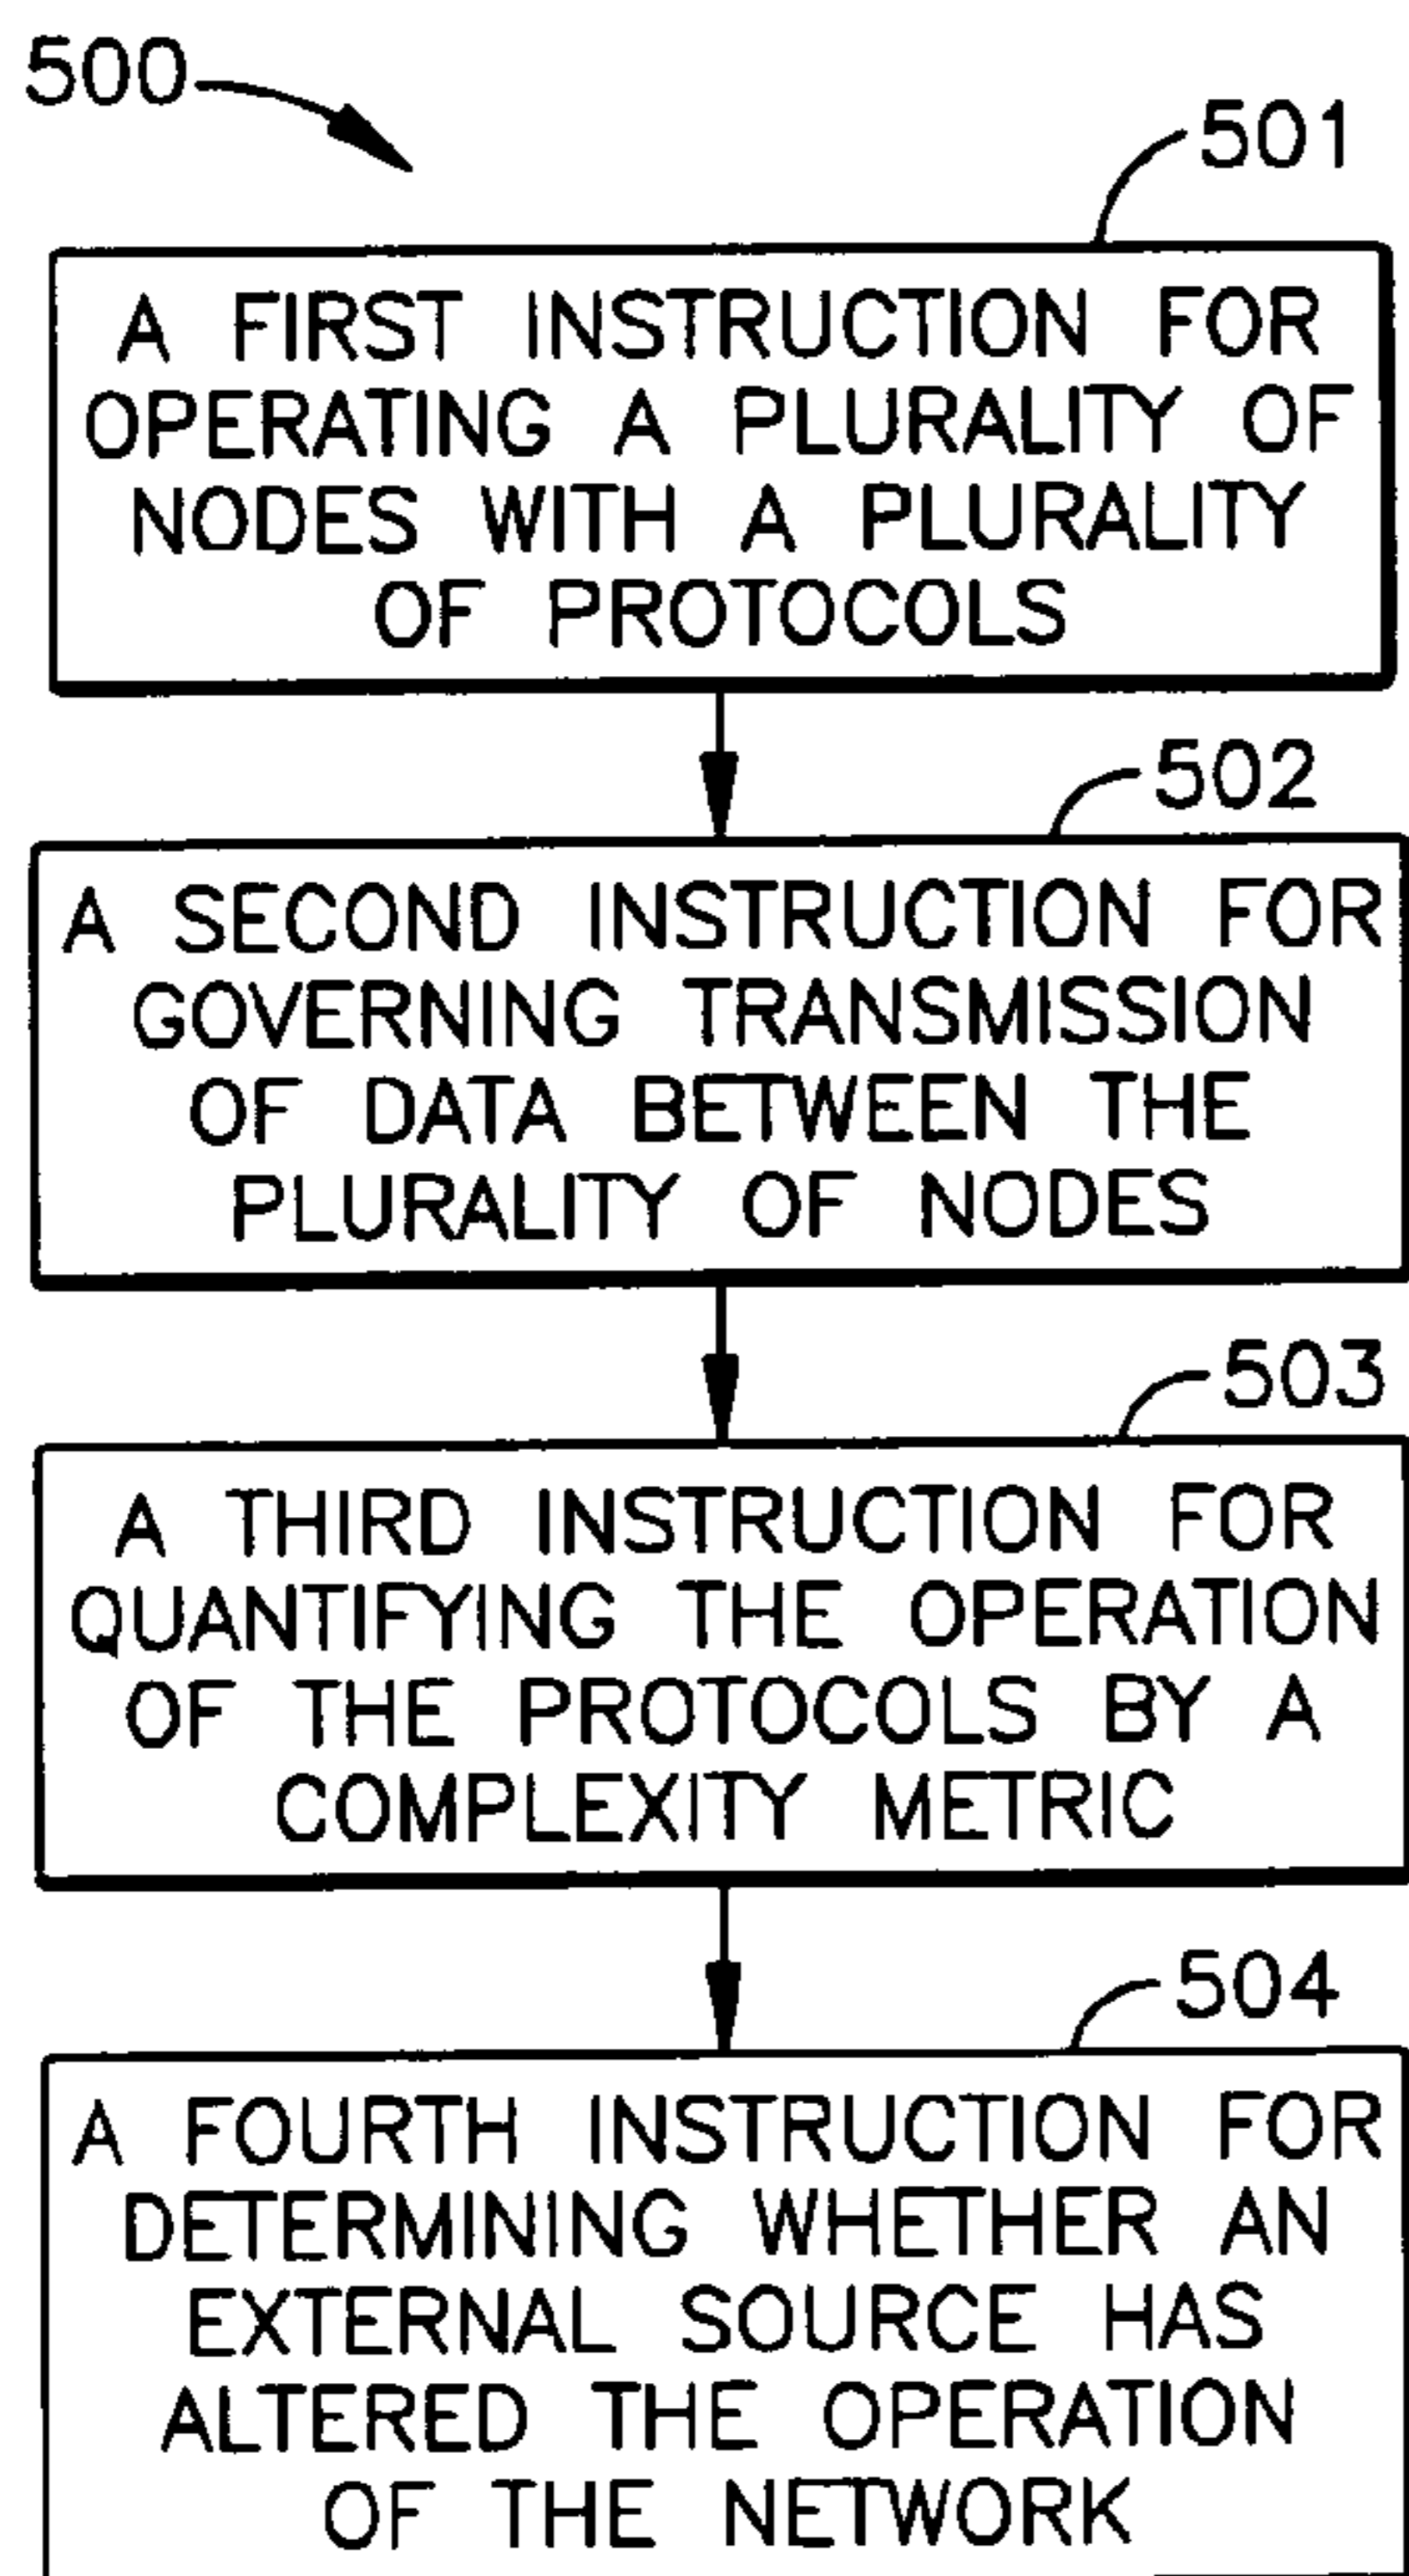 500
501
A FIRST INSTRUCTION FOR
OPERATING A PLURALITY OF
NODES WITH A PLURALITY
OF PROTOCOLS
502
A SECOND INSTRUCTION FOR
GOVERNING TRANSMISSION
OF DATA BETWEEN THE
PLURALITY OF NODES
503
A THIRD INSTRUCTION FOR
QUANTIFYING THE OPERATION
OF THE PROTOCOLS BY A
COMPLEXITY METRIC
504
A FOURTH INSTRUCTION FOR
DETERMINING WHETHER AN
EXTERNAL SOURCE HAS
ALTERED THE OPERATION
OF THE NETWORK